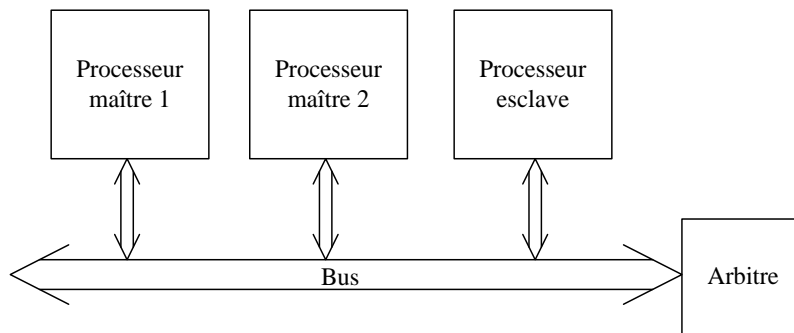 Processeur
maître 1
Processeur
maître 2
Processeur
esclave
Bus
Arbitre